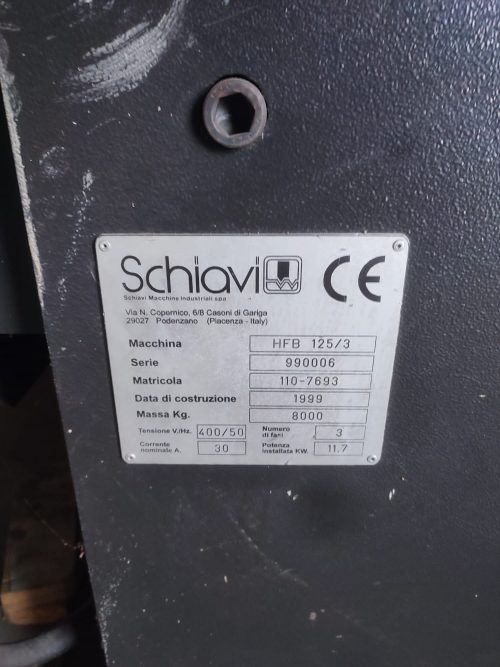 Schiavi CE
Schiavi Macchine Industriali spa
Via N. Copernico, 6/8 Casoni di Gariga
29027 Podenzano (Piacenza - Italy)
Macchina HFB 125/3
Serie 990006
Matricola 110-7693
Data di costruzione 1999
Massa Kg. 8000
Tensione V./Hz. 400/50 Numero di fasi 3
Corrente nominale A. 30 Potenza installata KW. 11.7